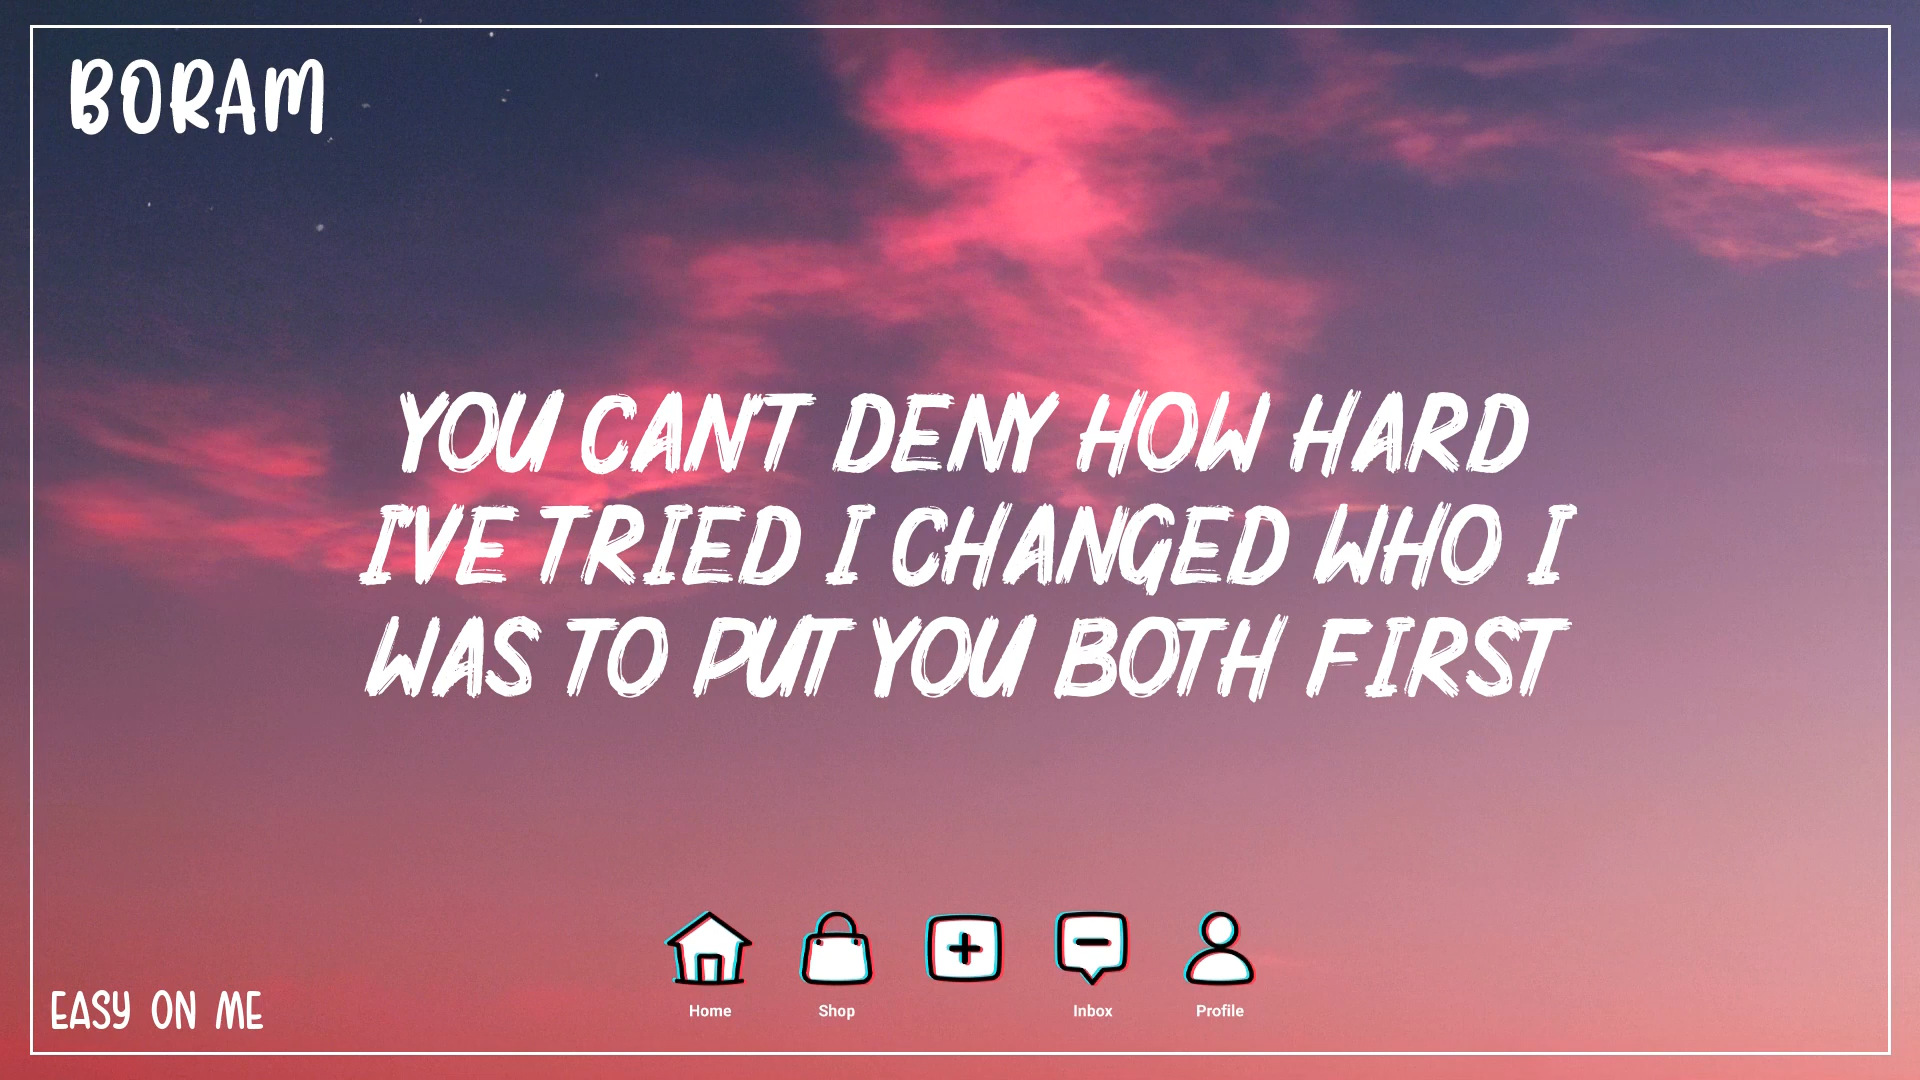 BORAM
YOU CAN'T DENY HOW HARD
I'VE TRIED I CHANGED WHO I
WAS TO PUT YOU BOTH FIRST
Home Shop Inbox Profile
EASY ON ME